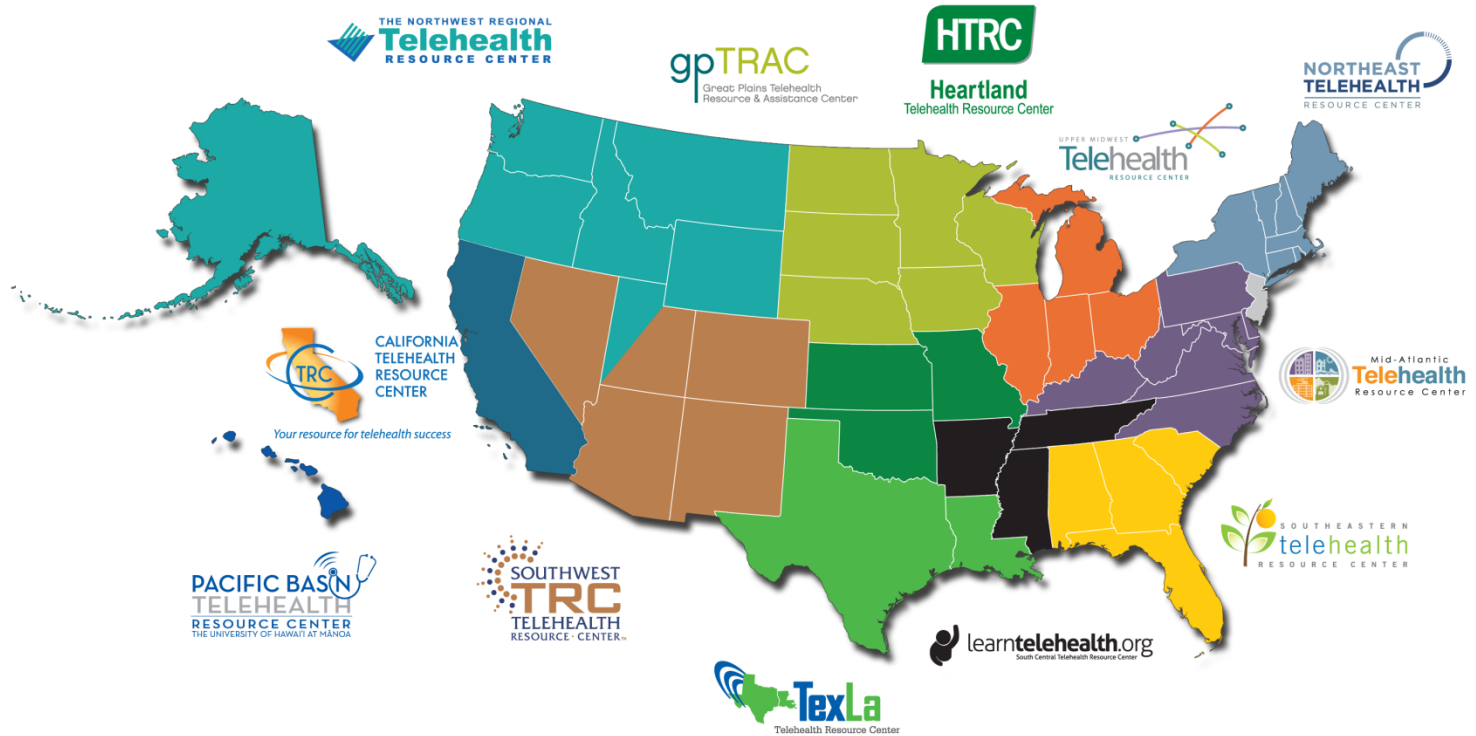 THE NORTHWEST REGIONAL
Telehealth
RESOURCE CENTER
gpTRAC
Great Plains Telehealth
Resource & Assistance Center
HTRC
Heartland
Telehealth Resource Center
NORTHEAST
TELEHEALTH
RESOURCE CENTER
UPPER MIDWEST
Telehealth
RESOURCE CENTER
TRC
CALIFORNIA
TELEHEALTH
RESOURCE
CENTER
Your resource for telehealth success
Mid-Atlantic
Telehealth
Resource Center
SOUTHEASTERN
telehealth
RESOURCE CENTER
PACIFIC BASIN
TELEHEALTH
RESOURCE CENTER
THE UNIVERSITY OF HAWAI'I AT MĀNOA
SOUTHWEST
TRC
TELEHEALTH
RESOURCE · CENTER™
learntelehealth.org
South Central Telehealth Resource Center
TexLa
Telehealth Resource Center